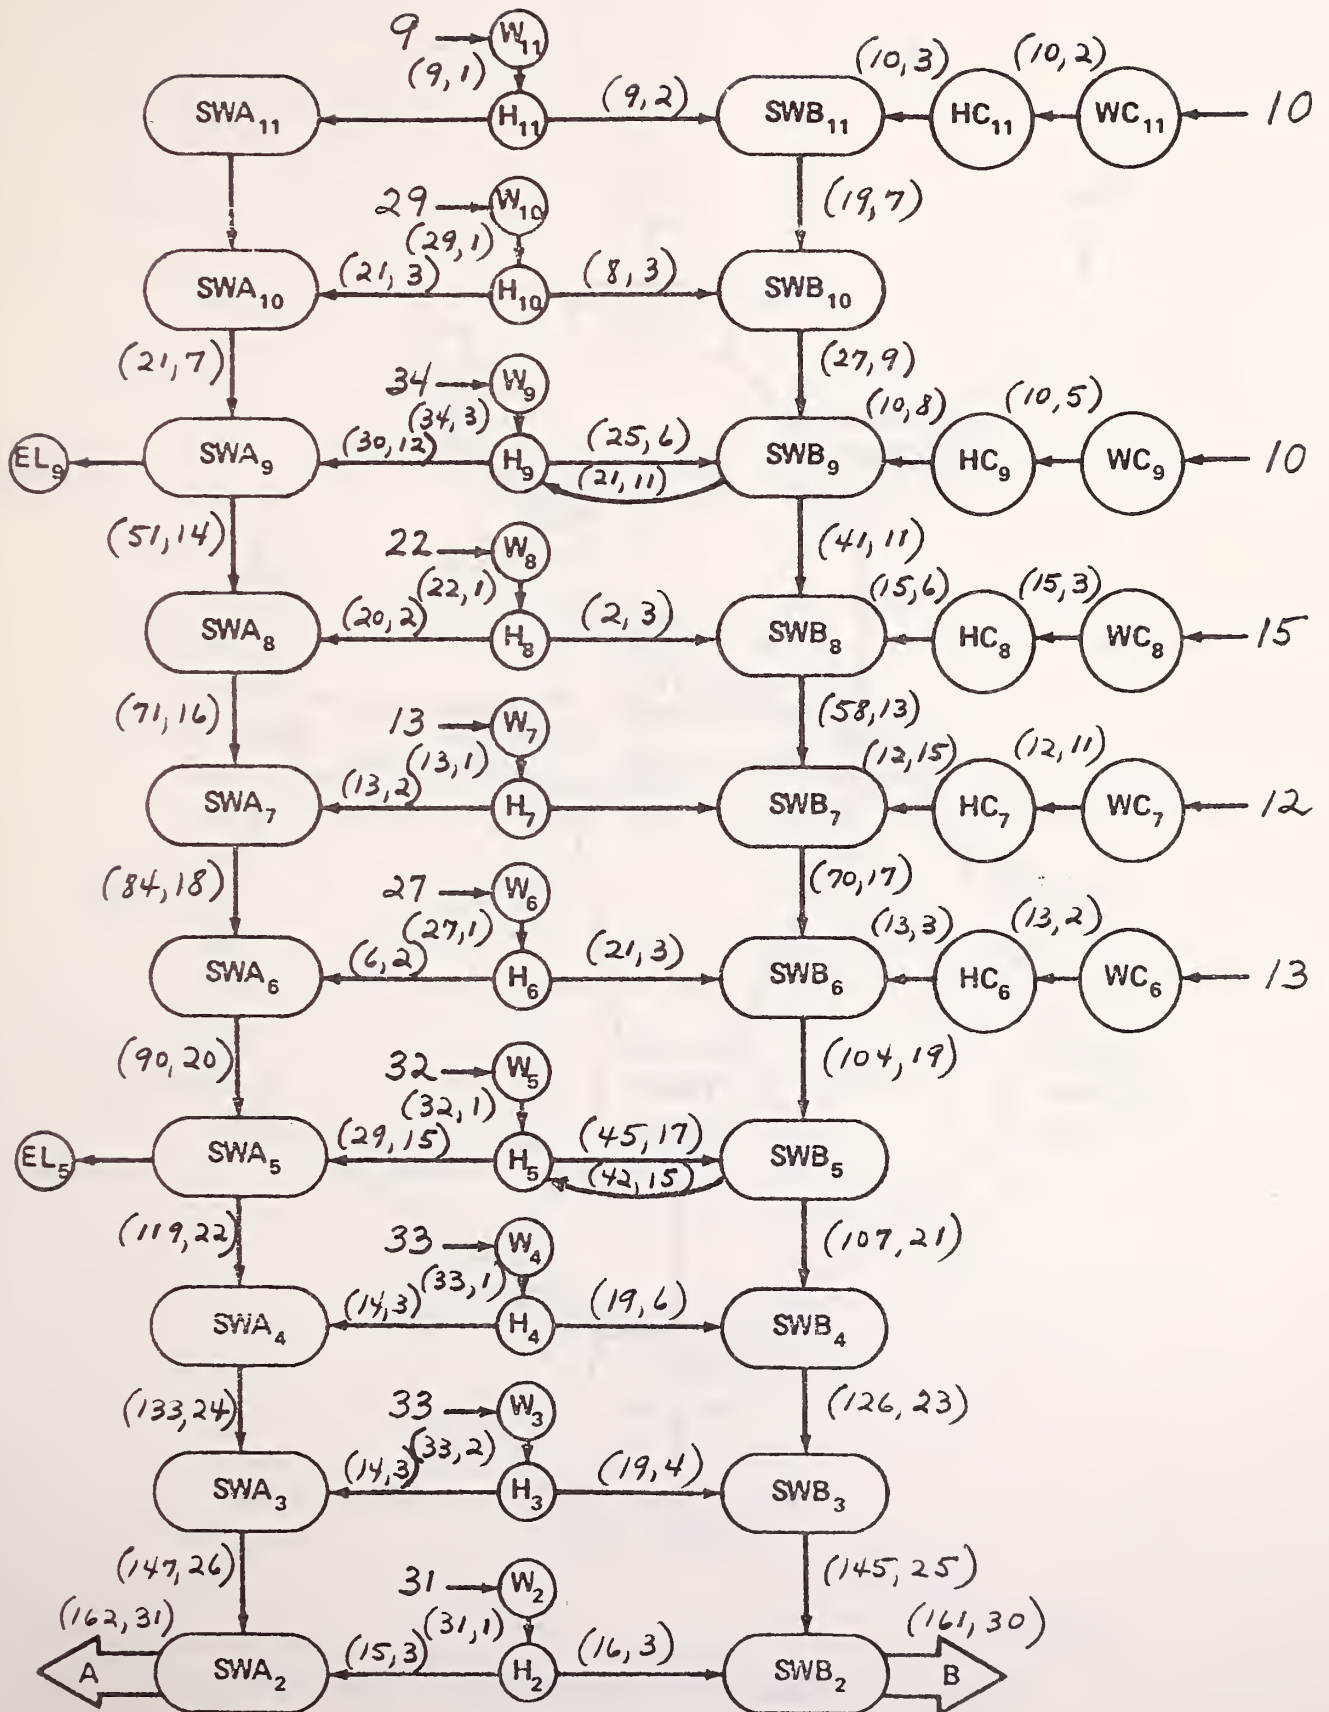 9 W11
(9,1) (10,3) (10,2)
SWA11 H11 (9,2) SWB11 HC11 WC11 10
29 W10 (19,7)
(29,1)
SWA10 (21,3) H10 (8,3) SWB10
(21,7) 34 W9 (27,9)
(34,3) (10,8) (10,5)
EL9 SWA9 (30,12) H9 (25,6) SWB9 HC9 WC9 10
(21,11)
(51,14) 22 W8 (41,11)
(22,1) (15,6) (15,3)
SWA8 (20,2) H8 (2,3) SWB8 HC8 WC8 15
(71,16) 13 W7 (58,13)
(13,1) (12,15) (12,11)
SWA7 (13,2) H7 SWB7 HC7 WC7 12
(84,18) 27 W6 (70,17)
(27,1) (13,3) (13,2)
SWA6 (6,2) H6 (21,3) SWB6 HC6 WC6 13
(90,20) 32 W5 (104,19)
(32,1)
EL5 SWA5 (29,15) H5 (45,17) SWB5
(42,15)
(119,22) 33 W4 (107,21)
(33,1)
SWA4 (14,3) H4 (19,6) SWB4
(133,24) 33 W3 (126,23)
(33,2)
SWA3 (14,3) H3 (19,4) SWB3
(147,26) 31 W2 (145,25)
(162,31) (31,1) (161,30)
A SWA2 (15,3) H2 (16,3) SWB2 B